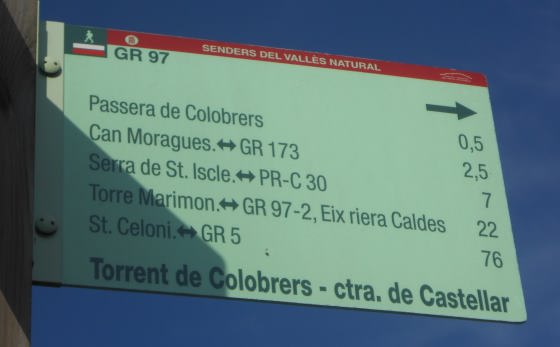 SENDERS DEL VALLÈS NATURAL
GR 97
Passera de Colobrers 0,5
Can Moragues.↔GR 173 2,5
Serra de St. Iscle.↔PR-C 30 7
Torre Marimon.↔GR 97-2, Eix riera Caldes 22
St. Celoni.↔GR 5 76
Torrent de Colobrers - ctra. de Castellar